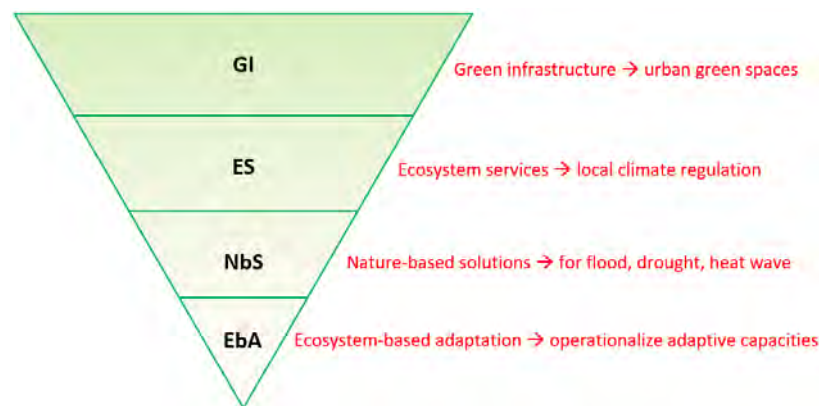 GI
Green infrastructure → urban green spaces
ES
Ecosystem services → local climate regulation
NbS
Nature-based solutions → for flood, drought, heat wave
EbA
Ecosystem-based adaptation → operationalize adaptive capacities